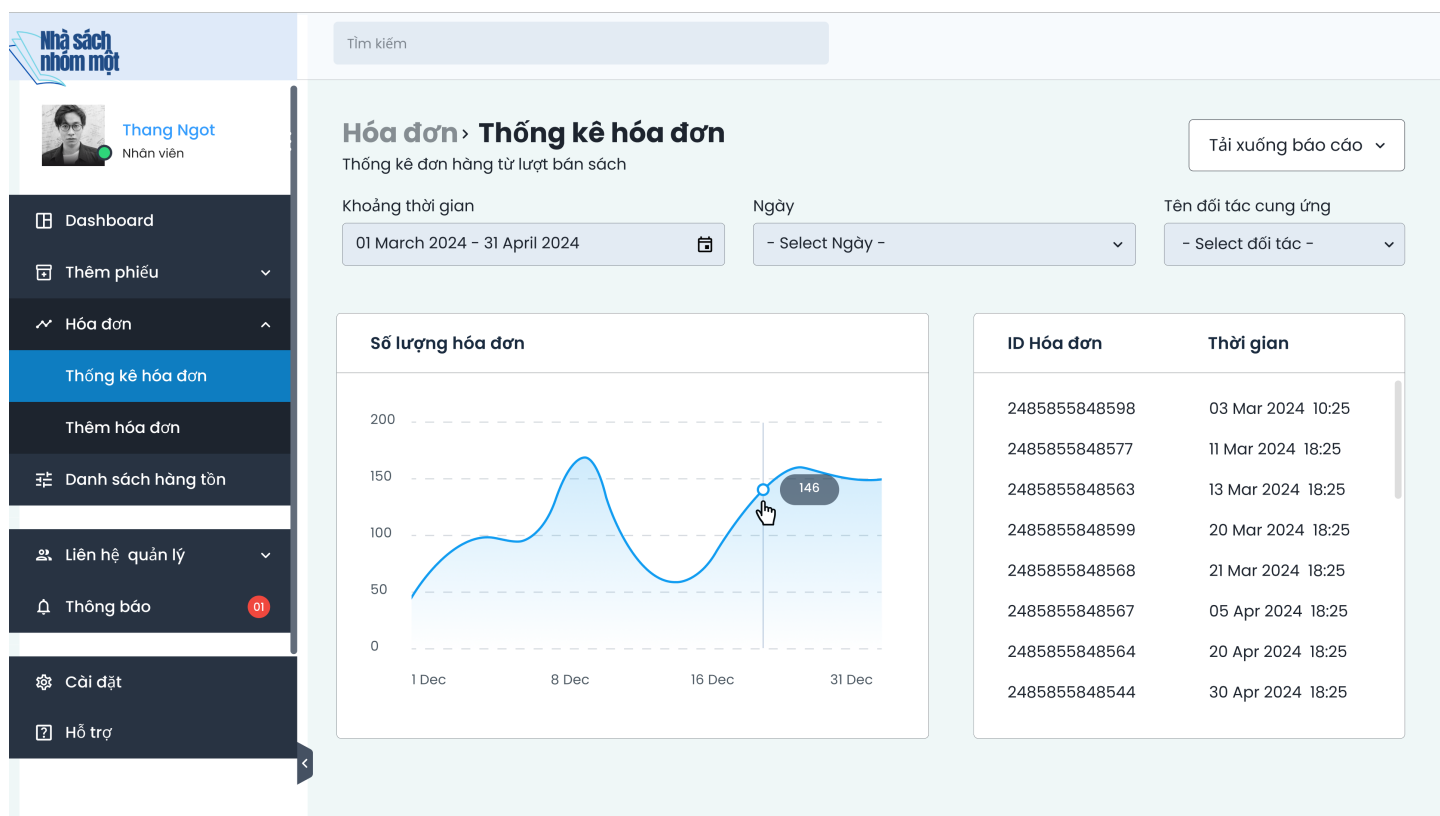 Nhà sách
nhóm một
TÌm kiếm
Thang Ngot
Nhân viên
Dashboard
Thêm phiếu
Hóa đơn
Thống kê hóa đơn
Thêm hóa đơn
Danh sách hàng tồn
Liên hệ quản lý
Thông báo
01
Cài đặt
Hỗ trợ
Hóa đơn › Thống kê hóa đơn
Thống kê đơn hàng từ lượt bán sách
Tải xuống báo cáo
Khoảng thời gian
01 March 2024 - 31 April 2024
Ngày
- Select Ngày -
Tên đối tác cung ứng
- Select đối tác -
Số lượng hóa đơn
200
150
100
50
0
146
1 Dec 8 Dec 16 Dec 31 Dec
ID Hóa đơn Thời gian
2485855848598 03 Mar 2024 10:25
2485855848577 11 Mar 2024 18:25
2485855848563 13 Mar 2024 18:25
2485855848599 20 Mar 2024 18:25
2485855848568 21 Mar 2024 18:25
2485855848567 05 Apr 2024 18:25
2485855848564 20 Apr 2024 18:25
2485855848544 30 Apr 2024 18:25